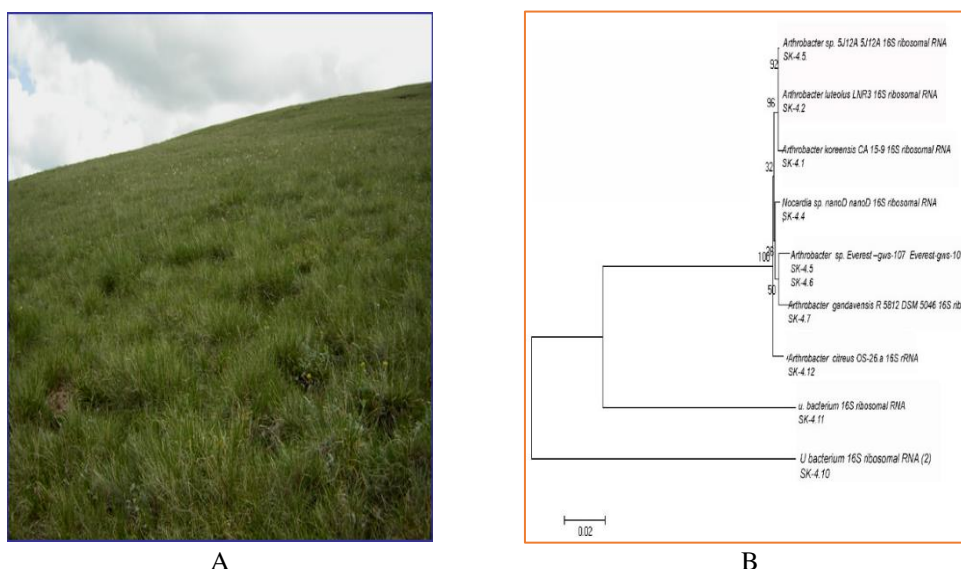 Arthrobacter sp. 5J12A 5J12A 16S ribosomal RNA
SK-4.5
92
Arthrobacter luteolus LNR3 16S ribosomal RNA
SK-4.2
96
Arthrobacter koreensis CA 15-9 16S ribosomal RNA
SK-4.1
32
Nocardia sp. nanoD nanoD 16S ribosomal RNA
SK-4.4
100
Arthrobacter sp. Everest-gws-107 Everest-gws-10
SK-4.5
SK-4.6
50
Arthrobacter gandavensis R 5812 DSM 5046 16S rib
SK-4.7
Arthrobacter citreus OS-26.a 16S rRNA
SK-4.12
u. bacterium 16S ribosomal RNA
SK-4.11
U bacterium 16S ribosomal RNA (2)
SK-4.10
0.02
A
B